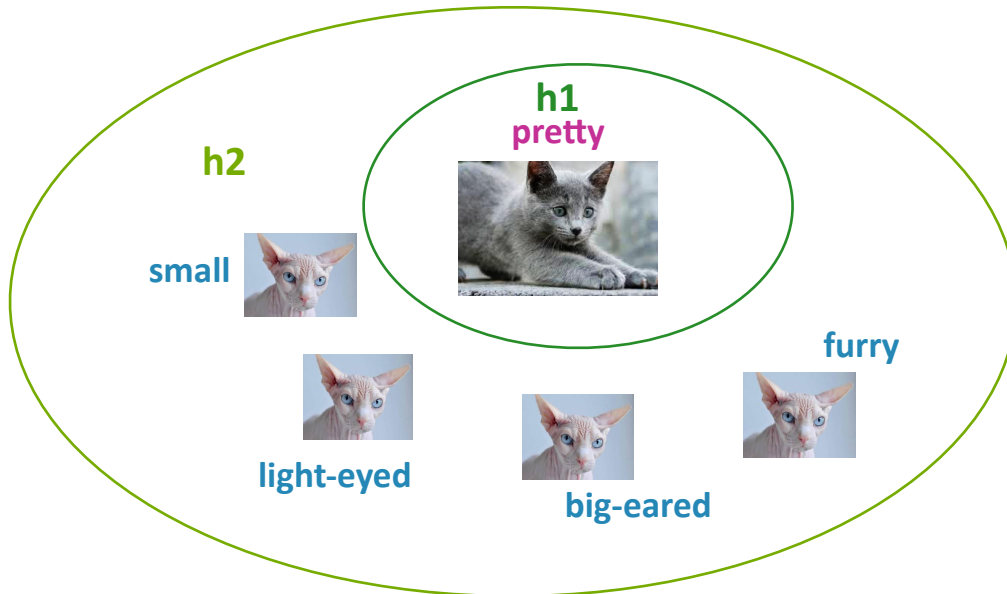 h1
pretty
h2
small
furry
light-eyed
big-eared